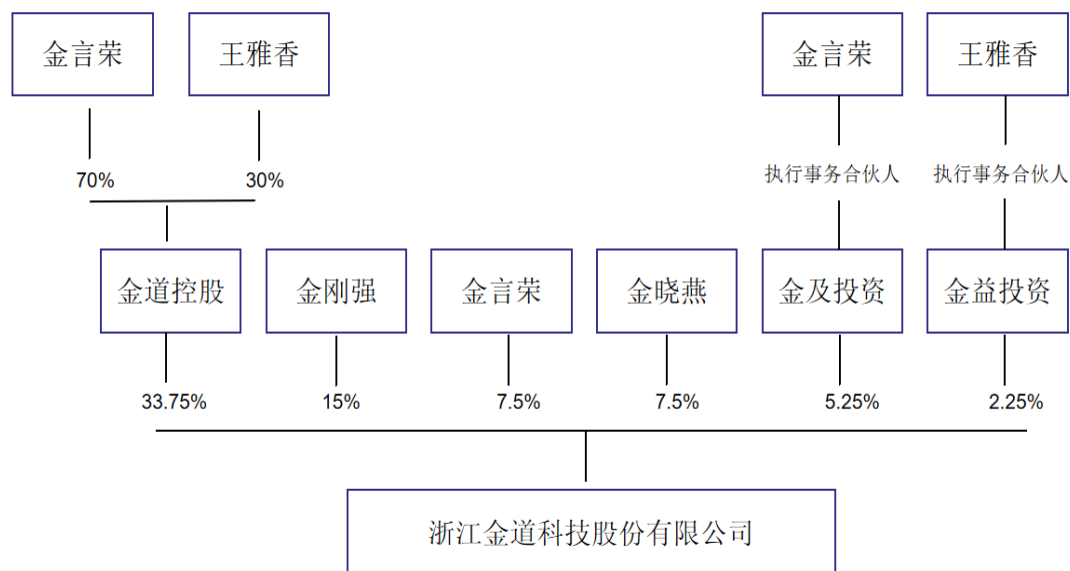 金言荣
王雅香
金言荣
王雅香
70%
30%
执行事务合伙人
执行事务合伙人
金道控股
金刚强
金言荣
金晓燕
金及投资
金益投资
33.75%
15%
7.5%
7.5%
5.25%
2.25%
浙江金道科技股份有限公司